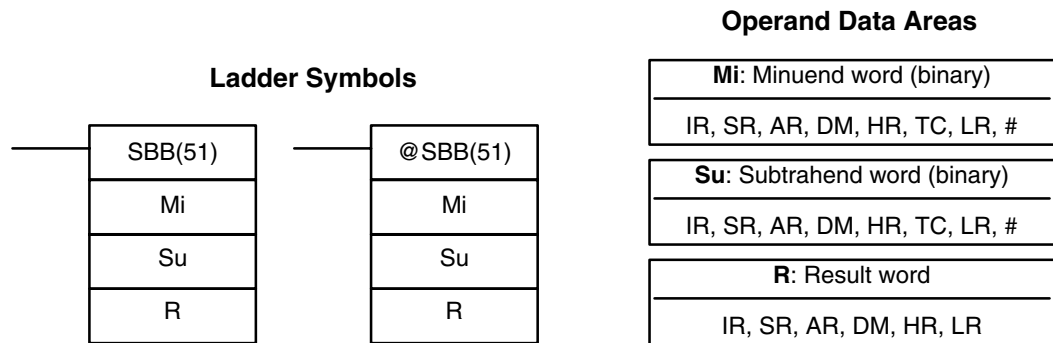 Ladder Symbols
SBB(51)
Mi
Su
R
@SBB(51)
Mi
Su
R
Operand Data Areas
Mi: Minuend word (binary)
IR, SR, AR, DM, HR, TC, LR, #
Su: Subtrahend word (binary)
IR, SR, AR, DM, HR, TC, LR, #
R: Result word
IR, SR, AR, DM, HR, LR